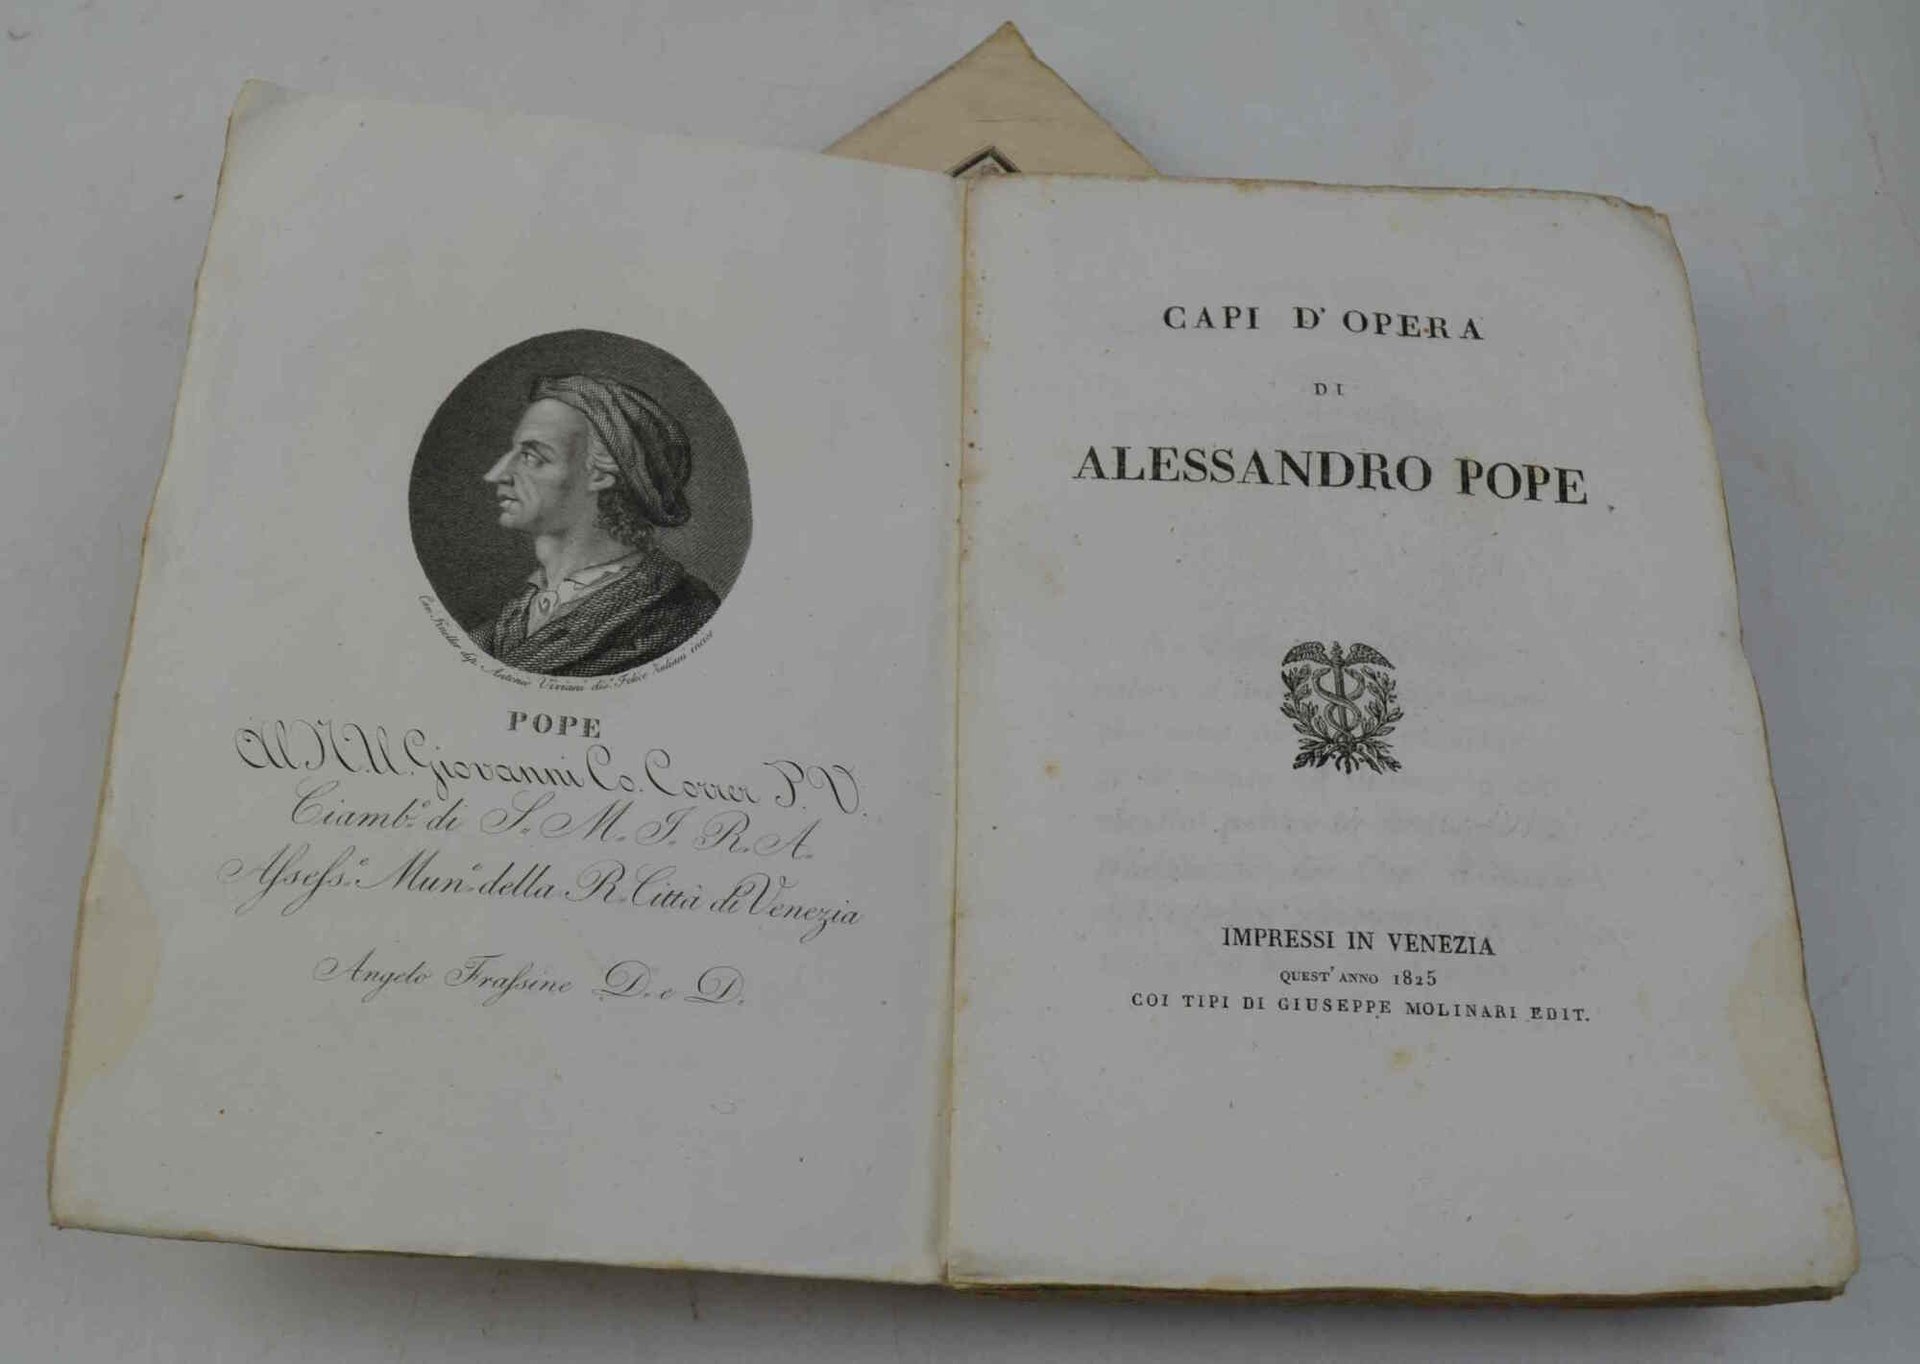 Cav. Kneller dip. Antonio Viviani dis. Felice Zuliani incise
POPE
Al N. U. Giovanni Co. Correr P. V.
Ciamb.º di S. M. I. R. A.
Assess.º Mun.º della R. Città di Venezia
Angelo Frassine D. e D.
CAPI D' OPERA
DI
ALESSANDRO POPE
IMPRESSI IN VENEZIA
QUEST' ANNO 1825
COI TIPI DI GIUSEPPE MOLINARI EDIT.